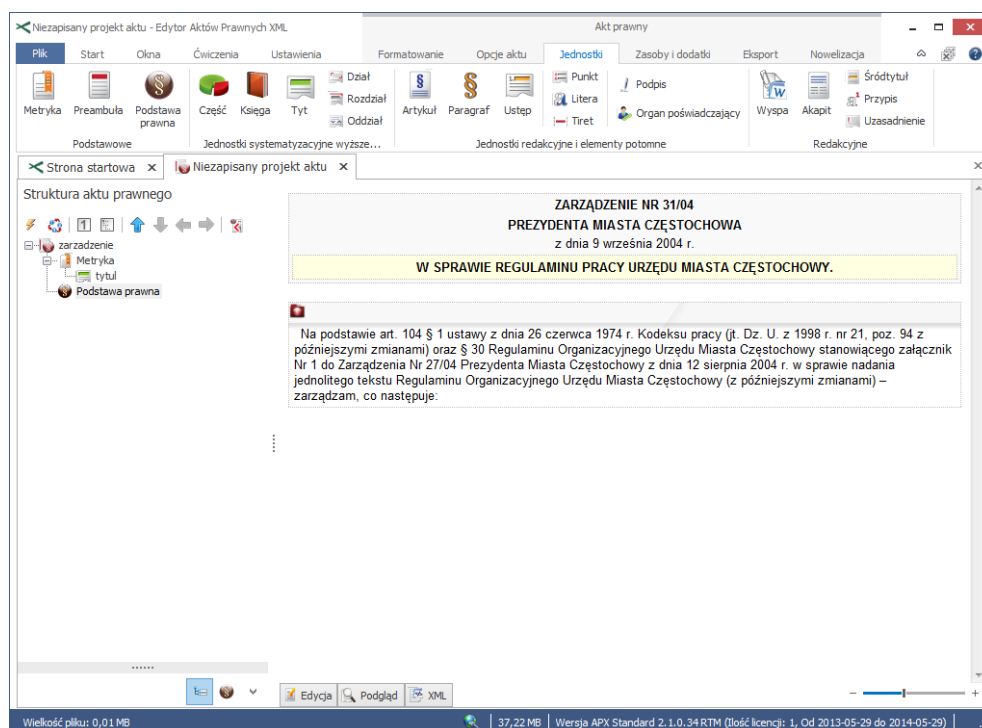 Niezapisany projekt aktu - Edytor Aktów Prawnych XML
Akt prawny
Plik Start Okna Ćwiczenia Ustawienia Formatowanie Opcje aktu Jednostki Zasoby i dodatki Eksport Nowelizacja
Metryka Preambuła Podstawa prawna
Podstawowe
Część Księga Tyt
Dział
Rozdział
Oddział
Jednostki systematyzacyjne wyższe...
Artykuł Paragraf Ustęp
Punkt
Litera
Tiret
Podpis
Organ poświadczający
Jednostki redakcyjne i elementy potomne
Wyspa Akapit
Śródtytuł
Przypis
Uzasadnienie
Redakcyjne
Strona startowa x Niezapisany projekt aktu x
Struktura aktu prawnego
zarzadzenie
Metryka
tytul
Podstawa prawna
ZARZĄDZENIE NR 31/04
PREZYDENTA MIASTA CZĘSTOCHOWA
z dnia 9 września 2004 r.
W SPRAWIE REGULAMINU PRACY URZĘDU MIASTA CZĘSTOCHOWY.
Na podstawie art. 104 § 1 ustawy z dnia 26 czerwca 1974 r. Kodeksu pracy (jt. Dz. U. z 1998 r. nr 21, poz. 94 z
późniejszymi zmianami) oraz § 30 Regulaminu Organizacyjnego Urzędu Miasta Częstochowy stanowiącego załącznik
Nr 1 do Zarządzenia Nr 27/04 Prezydenta Miasta Częstochowy z dnia 12 sierpnia 2004 r. w sprawie nadania
jednolitego tekstu Regulaminu Organizacyjnego Urzędu Miasta Częstochowy (z późniejszymi zmianami) –
zarządzam, co następuje:
Edycja Podgląd XML
Wielkość pliku: 0,01 MB 37,22 MB Wersja APX Standard 2.1.0.34 RTM (Ilość licencji: 1, Od 2013-05-29 do 2014-05-29)